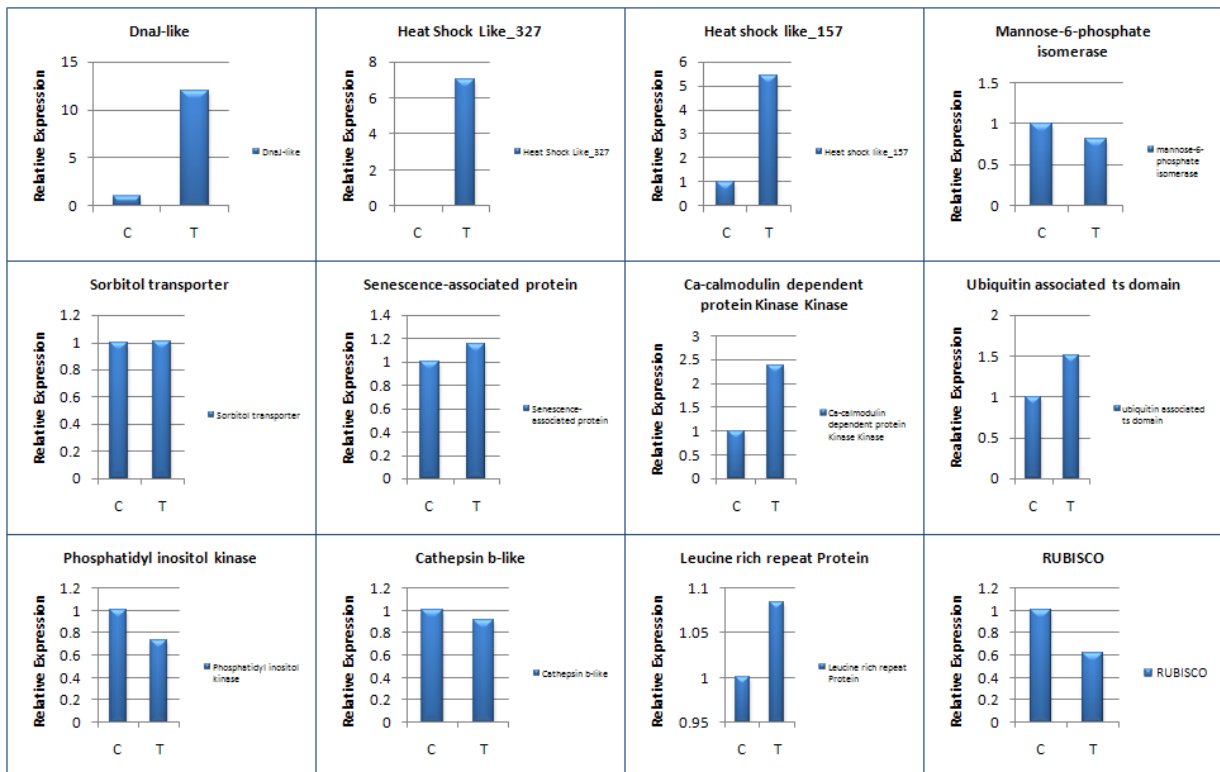 DnaJ-like
Relative Expression
15
10
5
0
C
T
DnaJ-like
Heat Shock Like_327
Relative Expression
8
6
4
2
0
C
T
Heat Shock Like_327
Heat shock like_157
Relative Expression
6
5
4
3
2
1
0
C
T
Heat shock like_157
Mannose-6-phosphate
isomerase
Relative Expression
1.5
1
0.5
0
C
T
mannose-6-
phosphate
isomerase
Sorbitol transporter
Relative Expression
1.2
1
0.8
0.6
0.4
0.2
0
C
T
Sorbitol transporter
Senescence-associated protein
Relative Expression
1.4
1.2
1
0.8
0.6
0.4
0.2
0
C
T
Senescence-
associated protein
Ca-calmodulin dependent
protein Kinase Kinase
Relative Expression
3
2.5
2
1.5
1
0.5
0
C
T
Ca-calmodulin
dependent protein
Kinase Kinase
Ubiquitin associated ts domain
Realative Expression
2
1.5
1
0.5
0
C
T
ubiquitin associated
ts domain
Phosphatidyl inositol kinase
Relative Expression
1.2
1
0.8
0.6
0.4
0.2
0
C
T
Phosphatidyl inositol
kinase
Cathepsin b-like
Relative Expression
1.2
1
0.8
0.6
0.4
0.2
0
C
T
Cathepsin b-like
Leucine rich repeat Protein
Relative Expression
1.1
1.05
1
0.95
C
T
Leucine rich repeat
Protein
RUBISCO
Relative Expression
1.2
1
0.8
0.6
0.4
0.2
0
C
T
RUBISCO